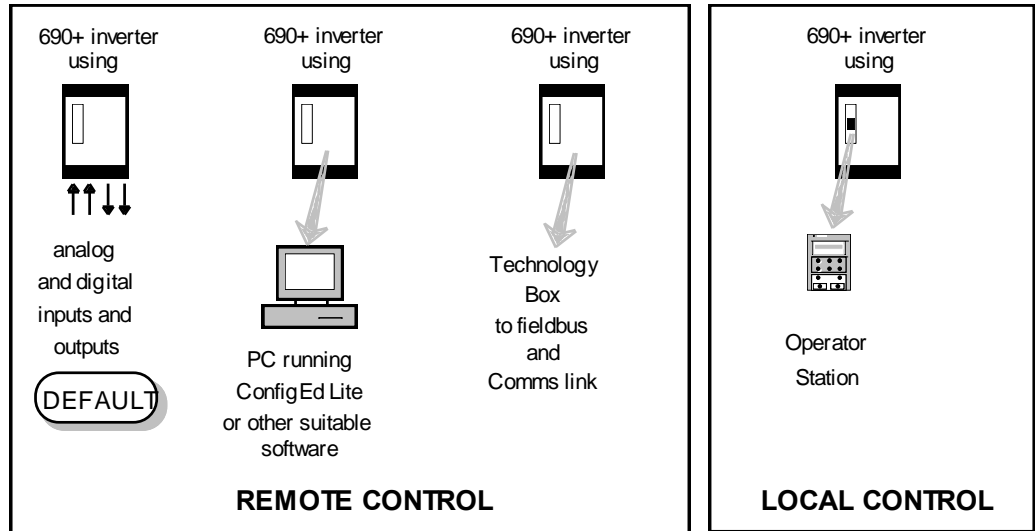 690+ inverter
using
analog
and digital
inputs and
outputs
DEFAULT
690+ inverter
using
PC running
ConfigEd Lite
or other suitable
software
690+ inverter
using
Technology
Box
to fieldbus
and
Comms link
REMOTE CONTROL
690+ inverter
using
Operator
Station
LOCAL CONTROL